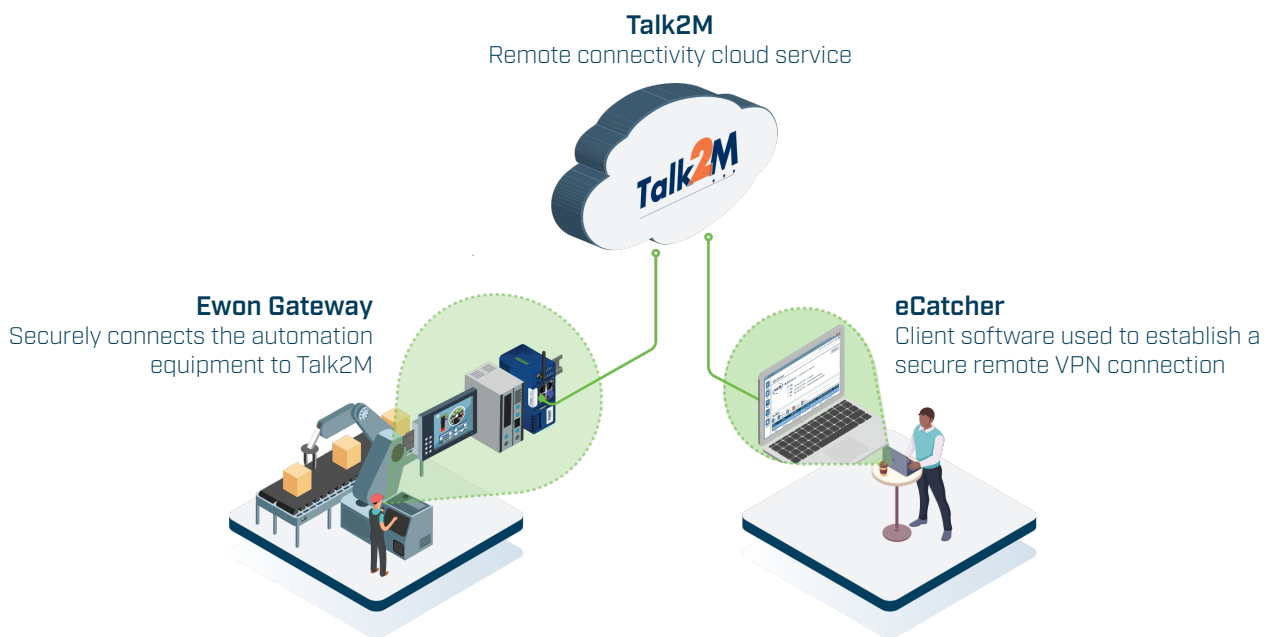 Talk2M
Remote connectivity cloud service
Talk2M
Ewon Gateway
Securely connects the automation
equipment to Talk2M
eCatcher
Client software used to establish a
secure remote VPN connection